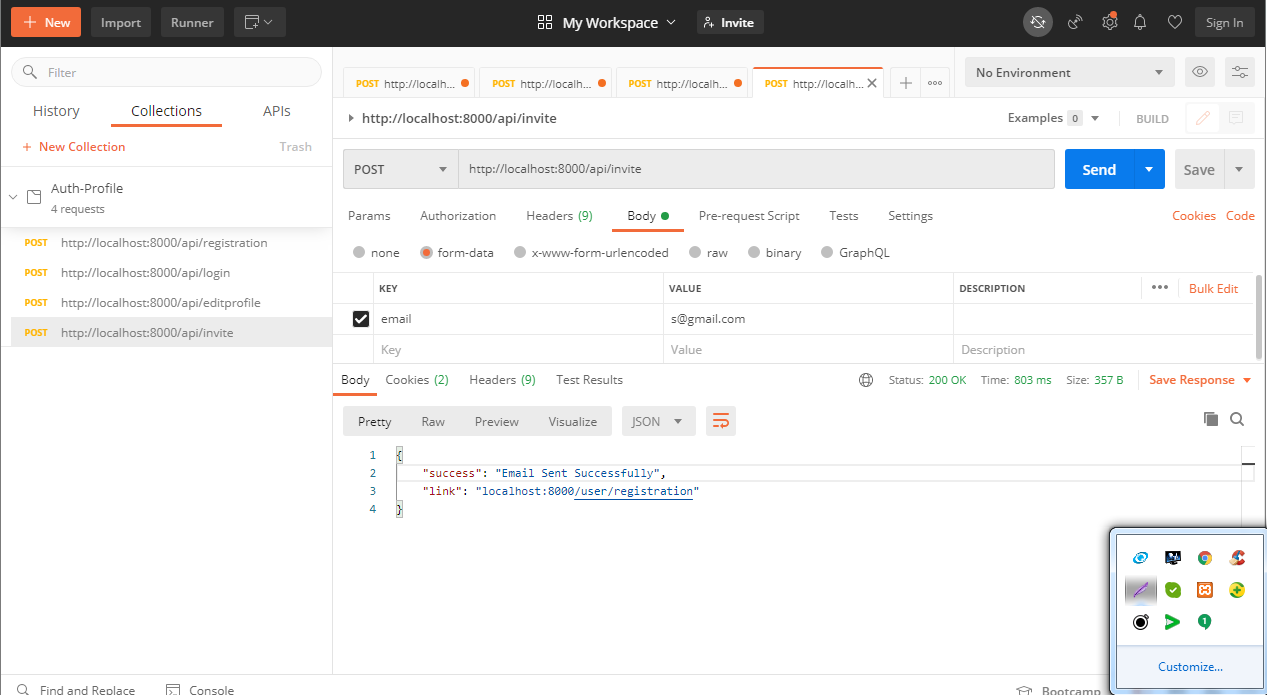 New Import Runner My Workspace Invite Sign In
Filter
History Collections APIs
+ New Collection Trash
Auth-Profile
4 requests
POST http://localhost:8000/api/registration
POST http://localhost:8000/api/login
POST http://localhost:8000/api/editprofile
POST http://localhost:8000/api/invite
POST http://localh... POST http://localh... POST http://localh... POST http://localh... No Environment
http://localhost:8000/api/invite Examples 0 BUILD
POST http://localhost:8000/api/invite Send Save
Params Authorization Headers (9) Body Pre-request Script Tests Settings Cookies Code
none form-data x-www-form-urlencoded raw binary GraphQL
KEY VALUE DESCRIPTION Bulk Edit
email s@gmail.com
Key Value Description
Body Cookies (2) Headers (9) Test Results Status: 200 OK Time: 803 ms Size: 357 B Save Response
Pretty Raw Preview Visualize JSON
1 {
2 "success": "Email Sent Successfully",
3 "link": "localhost:8000/user/registration"
4 }
1
Customize...
Find and Replace Console Bootcamp